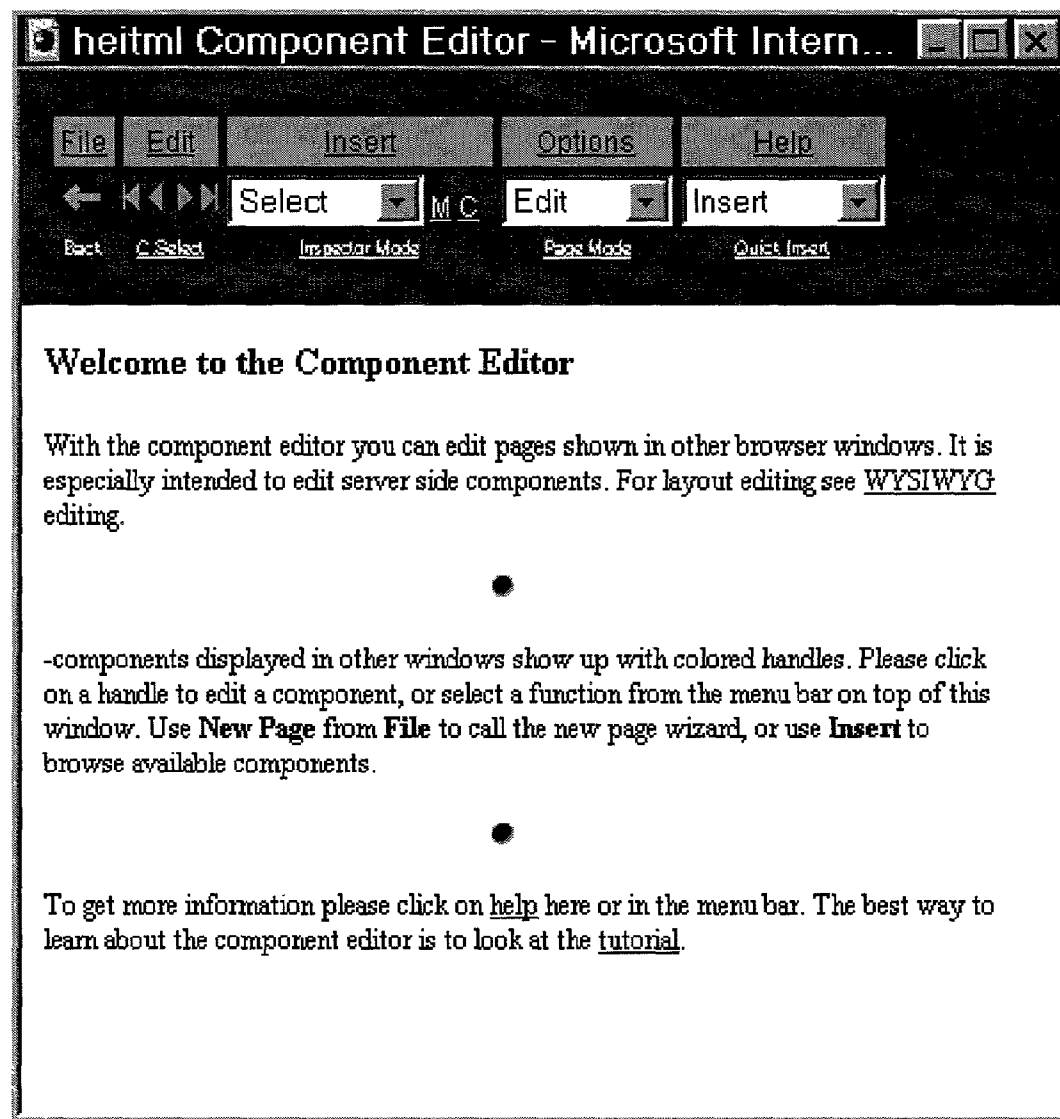 heitml Component Editor - Microsoft Intern...
File Edit Insert Options Help
Select M C Edit Insert
Back C.Select Inspector Mode Page Mode Quick Insert
Welcome to the Component Editor
With the component editor you can edit pages shown in other browser windows. It is
especially intended to edit server side components. For layout editing see WYSIWYG
editing.
-components displayed in other windows show up with colored handles. Please click
on a handle to edit a component, or select a function from the menu bar on top of this
window. Use New Page from File to call the new page wizard, or use Insert to
browse available components.
To get more information please click on help here or in the menu bar. The best way to
learn about the component editor is to look at the tutorial.